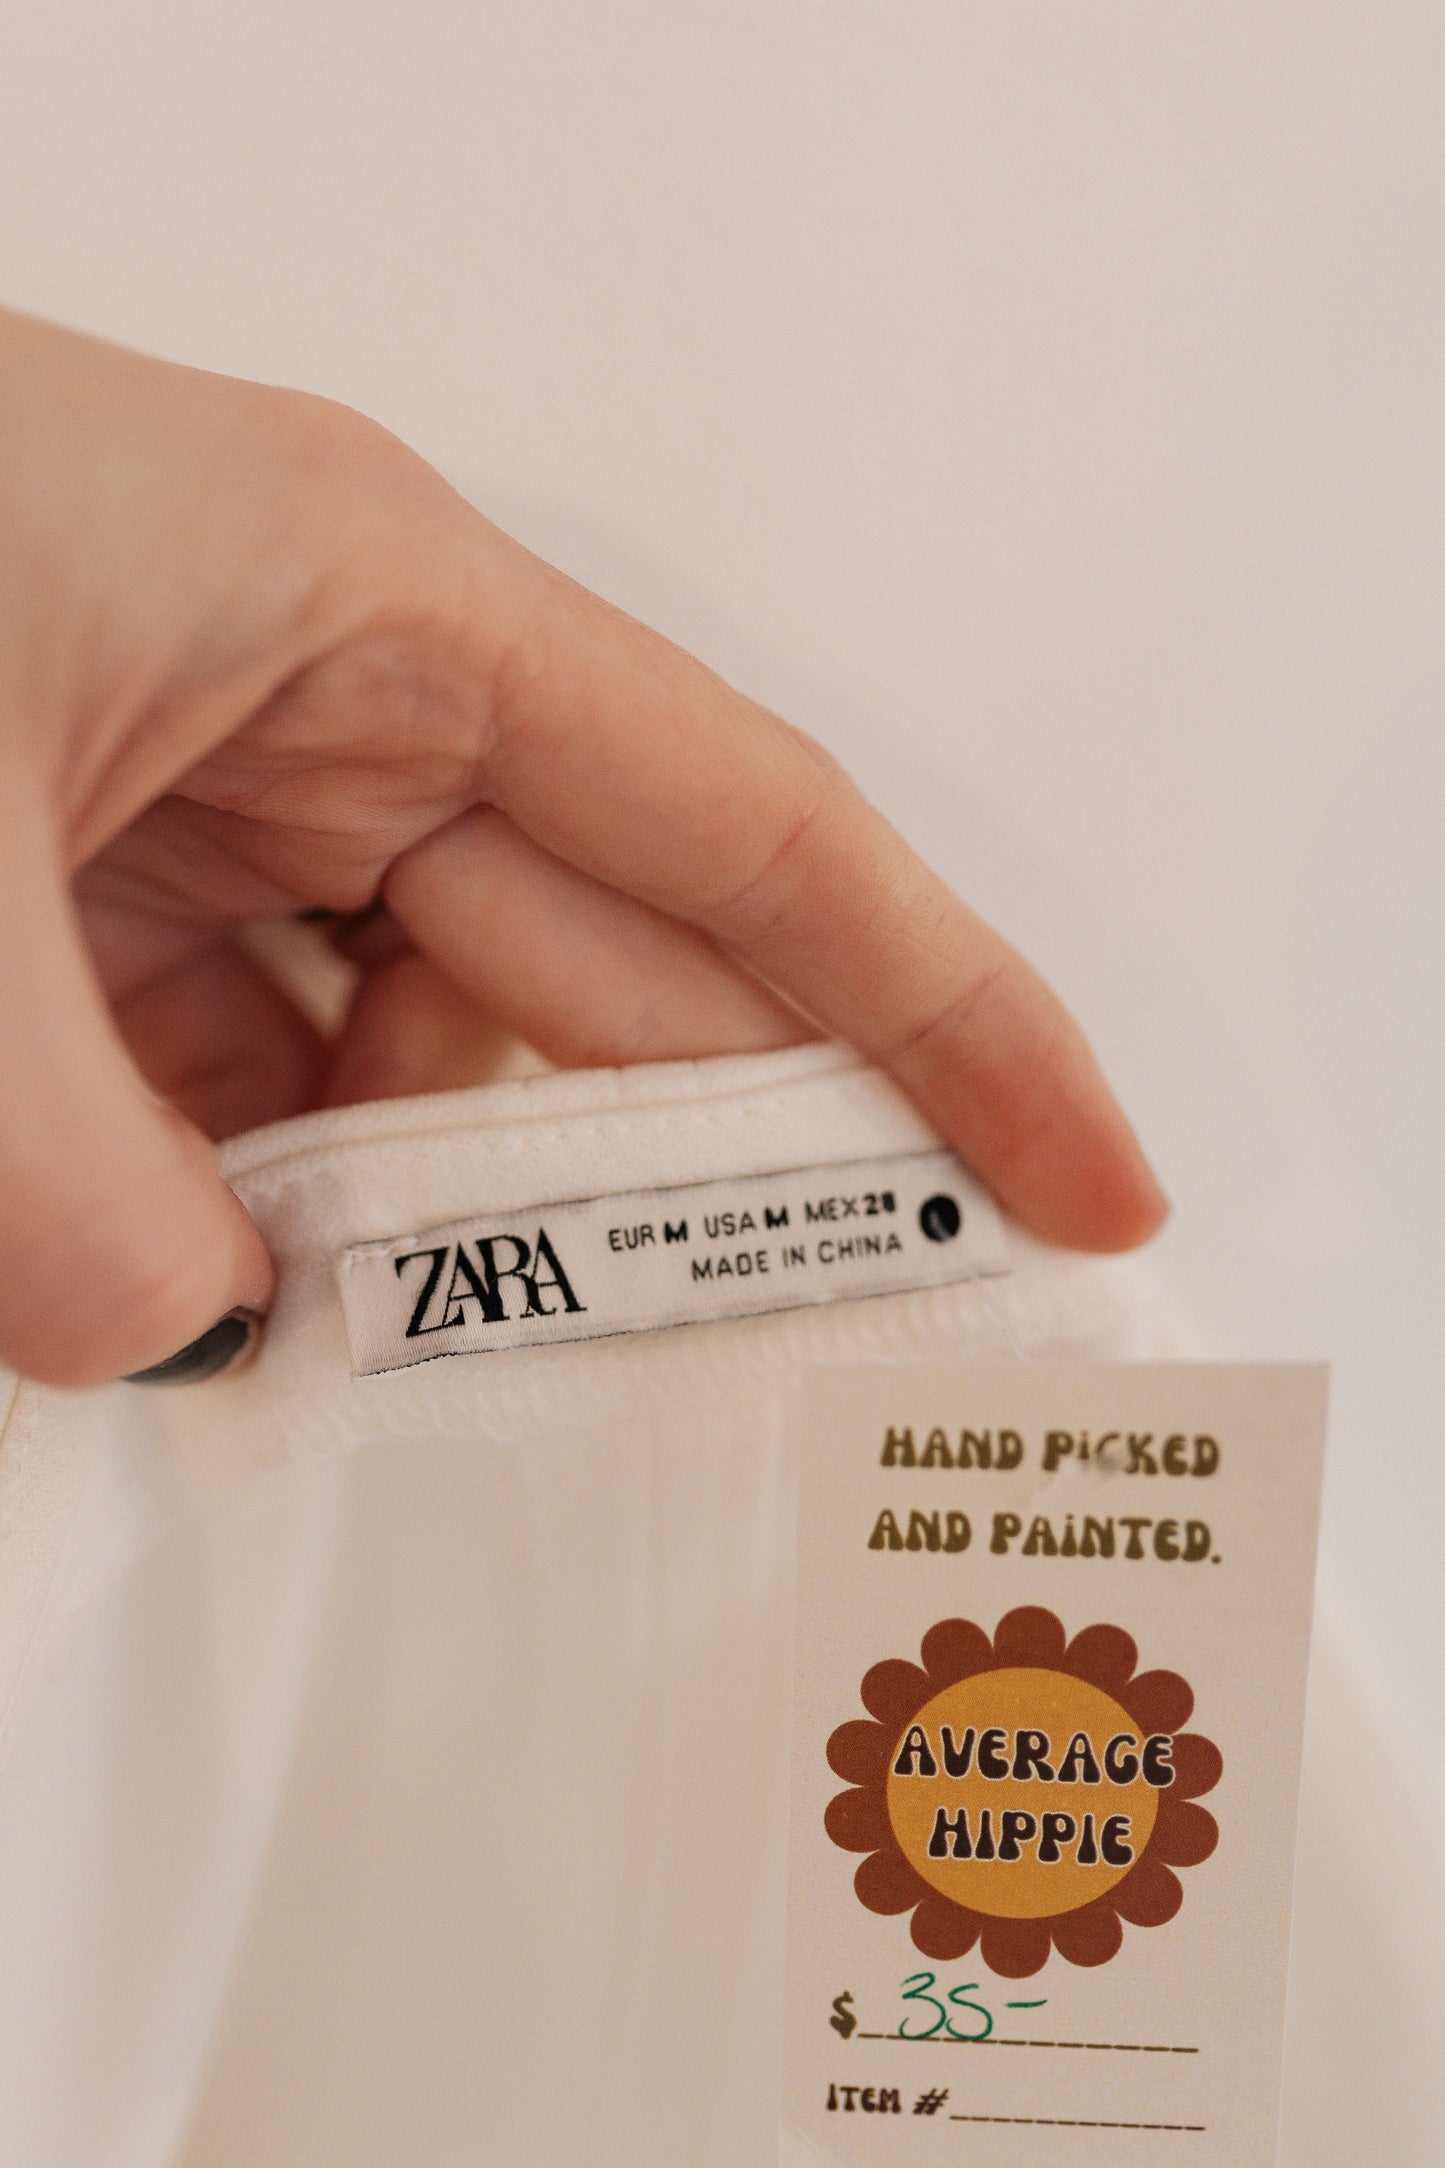 ZARA
EUR M USA M MEX 28
MADE IN CHINA
HAND PiCKED
AND PAiNTED.
AVERAGE
HIPPIE
$ 35-
ITEM #